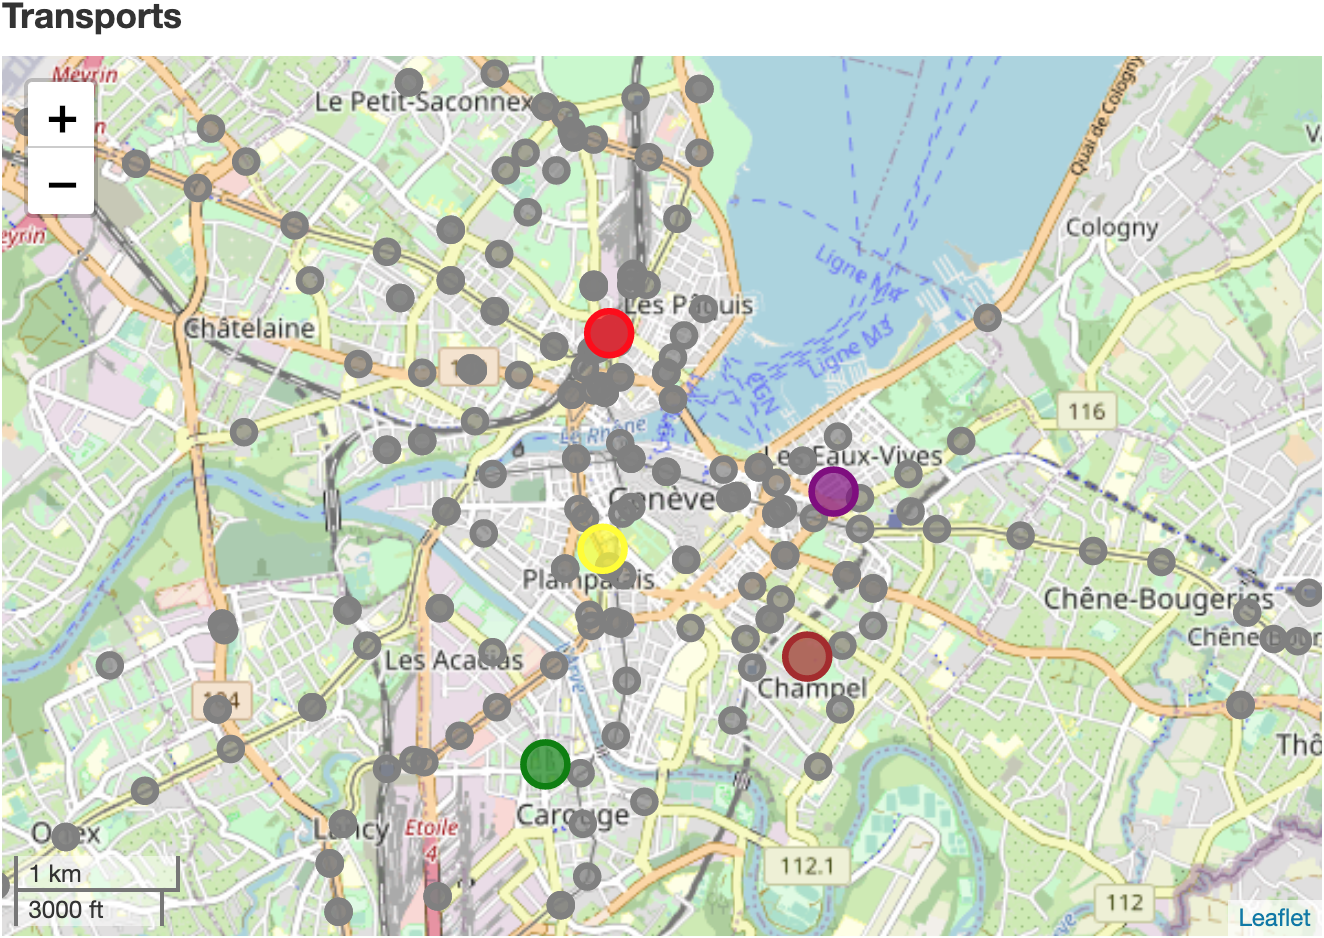 Transports
Meyrin
+
Le Petit-Saconnex
Quai de Cologny
−
Cologny
Ligne M4
Les Pâquis
Châtelaine
Ligne M3
116
Le Rhône
Les Eaux-Vives
Genève
Plainpalais
Chêne-Bougeries
Les Acacias
Champel
Arve
Carouge
Lancy
Etoile
4
Onex
112.1
1 km
3000 ft
112
Leaflet